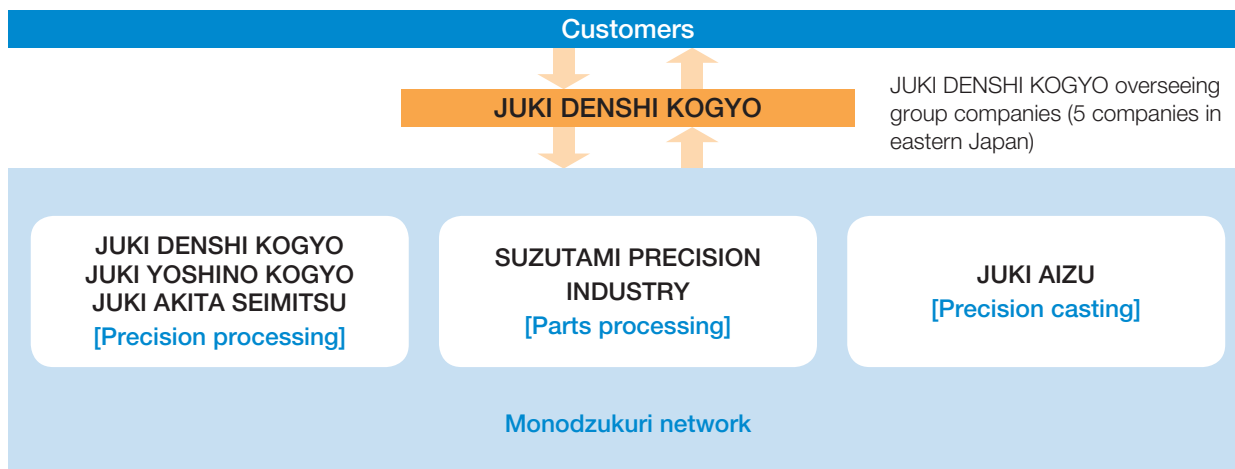 Customers
JUKI DENSHI KOGYO
JUKI DENSHI KOGYO overseeing
group companies (5 companies in
eastern Japan)
JUKI DENSHI KOGYO
JUKI YOSHINO KOGYO
JUKI AKITA SEIMITSU
[Precision processing]
SUZUTAMI PRECISION
INDUSTRY
[Parts processing]
JUKI AIZU
[Precision casting]
Monodzukuri network